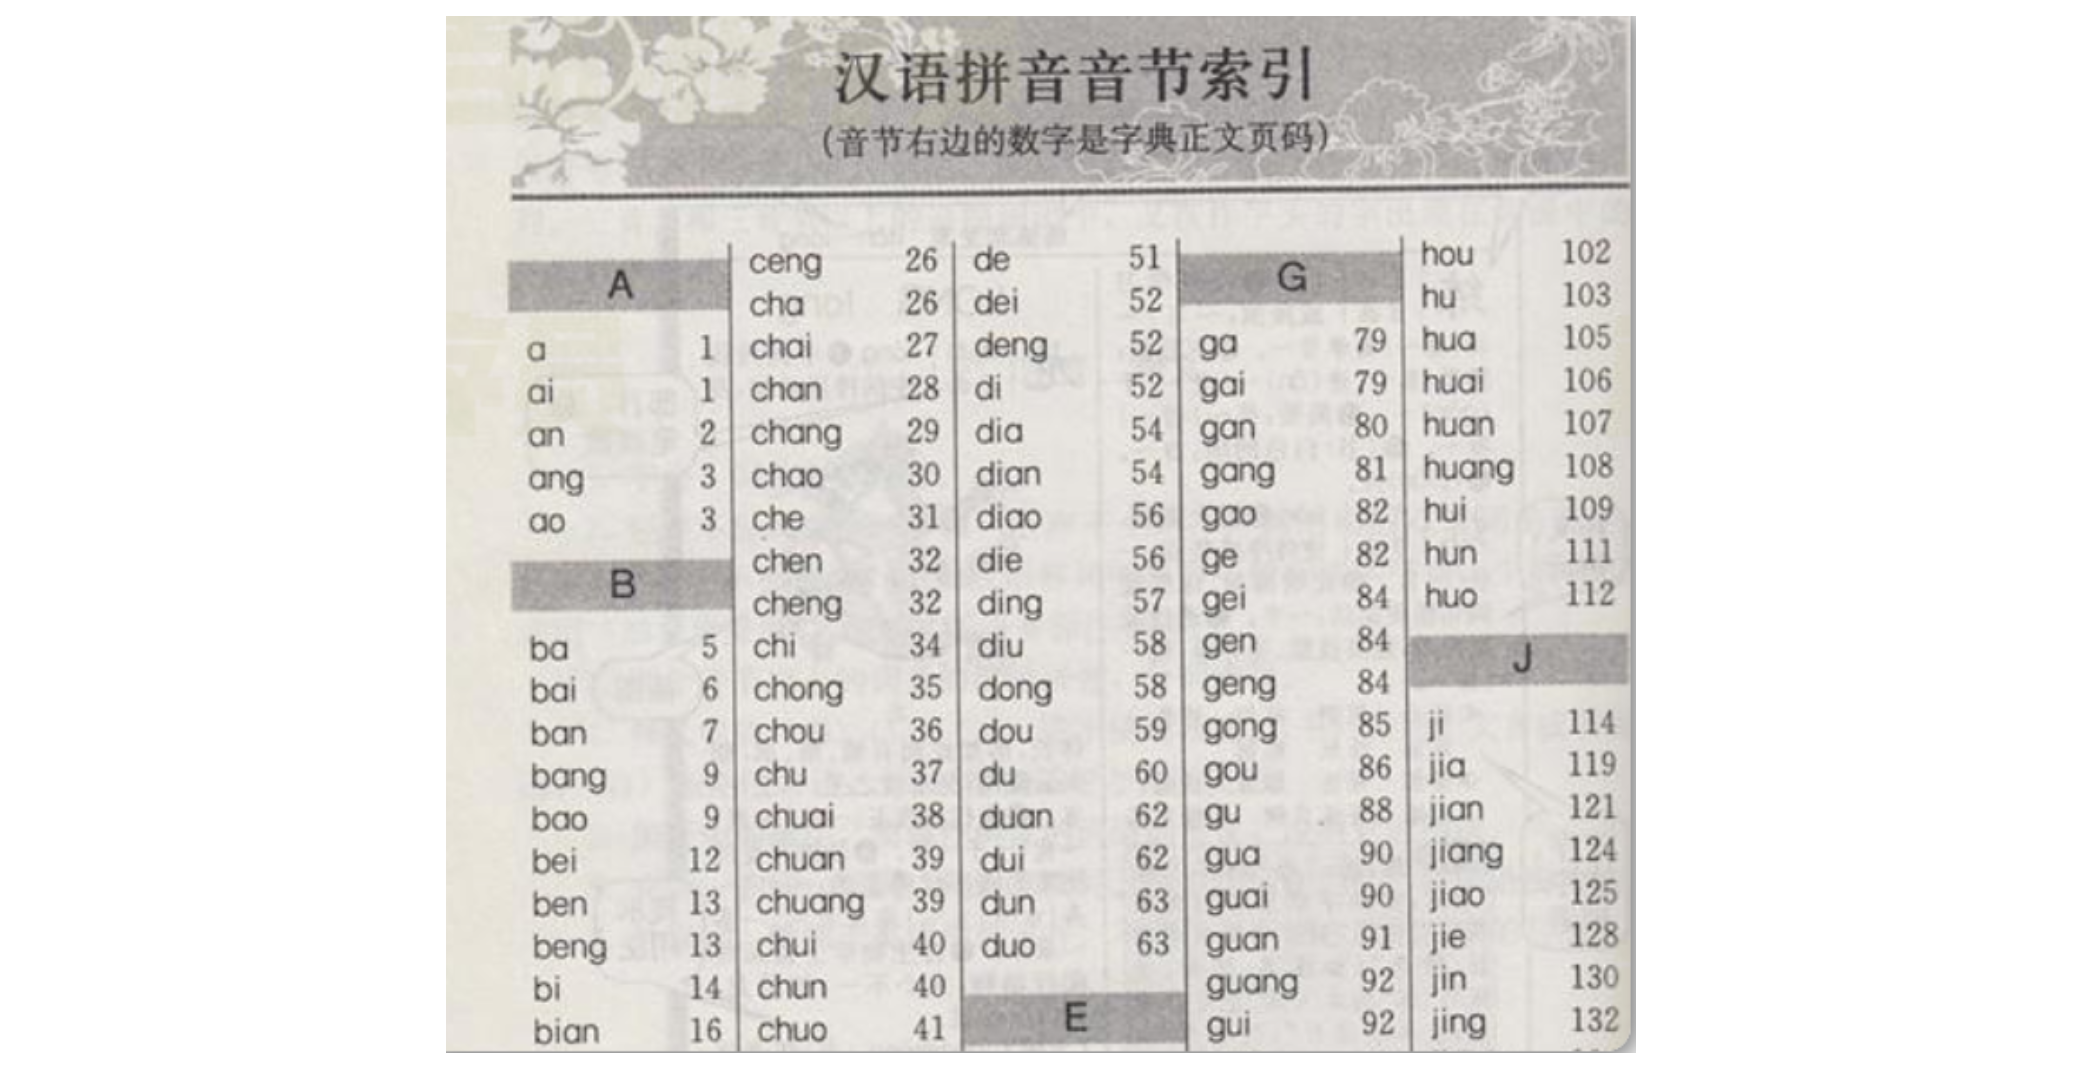 汉语拼音音节索引
(音节右边的数字是字典正文页码)
A
a 1
ai 1
an 2
ang 3
ao 3
B
ba 5
bai 6
ban 7
bang 9
bao 9
bei 12
ben 13
beng 13
bi 14
bian 16
ceng 26
cha 26
chai 27
chan 28
chang 29
chao 30
che 31
chen 32
cheng 32
chi 34
chong 35
chou 36
chu 37
chuai 38
chuan 39
chuang 39
chui 40
chun 40
chuo 41
de 51
dei 52
deng 52
di 52
dia 54
dian 54
diao 56
die 56
ding 57
diu 58
dong 58
dou 59
du 60
duan 62
dui 62
dun 63
duo 63
E
G
ga 79
gai 79
gan 80
gang 81
gao 82
ge 82
gei 84
gen 84
geng 84
gong 85
gou 86
gu 88
gua 90
guai 90
guan 91
guang 92
gui 92
hou 102
hu 103
hua 105
huai 106
huan 107
huang 108
hui 109
hun 111
huo 112
J
ji 114
jia 119
jian 121
jiang 124
jiao 125
jie 128
jin 130
jing 132